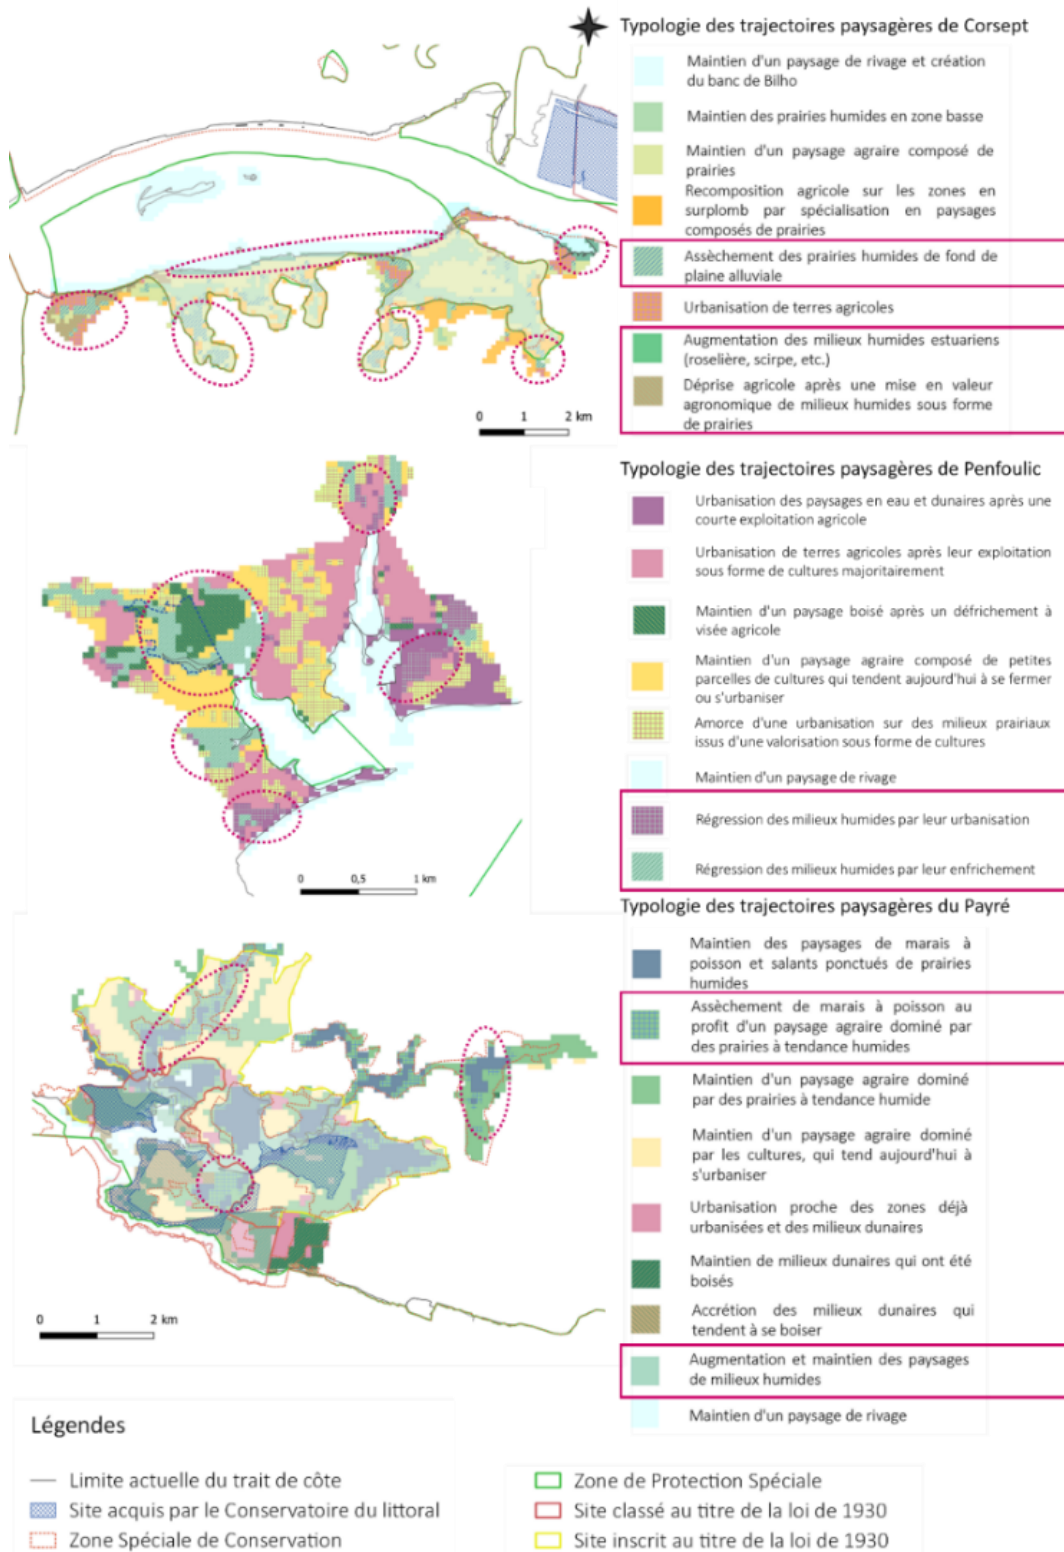 Typologie des trajectoires paysagères de Corsept
Maintien d'un paysage de rivage et création
du banc de Bilho
Maintien des prairies humides en zone basse
Maintien d'un paysage agraire composé de
prairies
Recomposition agricole sur les zones en
surplomb par spécialisation en paysages
composés de prairies
Assèchement des prairies humides de fond de
plaine alluviale
Urbanisation de terres agricoles
Augmentation des milieux humides estuariens
(roselière, scirpe, etc.)
Déprise agricole après une mise en valeur
agronomique de milieux humides sous forme
de prairies
0 1 2 km
Typologie des trajectoires paysagères de Penfoulic
Urbanisation des paysages en eau et dunaires après une
courte exploitation agricole
Urbanisation de terres agricoles après leur exploitation
sous forme de cultures majoritairement
Maintien d'un paysage boisé après un défrichement à
visée agricole
Maintien d'un paysage agraire composé de petites
parcelles de cultures qui tendent aujourd'hui à se fermer
ou s'urbaniser
Amorce d'une urbanisation sur des milieux prairiaux
issus d'une valorisation sous forme de cultures
Maintien d'un paysage de rivage
Régression des milieux humides par leur urbanisation
Régression des milieux humides par leur enfrichement
0 0,5 1 km
Typologie des trajectoires paysagères du Payré
Maintien des paysages de marais à
poisson et salants ponctués de prairies
humides
Assèchement de marais à poisson au
profit d'un paysage agraire dominé par
des prairies à tendance humides
Maintien d'un paysage agraire dominé
par des prairies à tendance humide
Maintien d'un paysage agraire dominé
par les cultures, qui tend aujourd'hui à
s'urbaniser
Urbanisation proche des zones déjà
urbanisées et des milieux dunaires
Maintien de milieux dunaires qui ont été
boisés
Accrétion des milieux dunaires qui
tendent à se boiser
Augmentation et maintien des paysages
de milieux humides
Maintien d'un paysage de rivage
0 1 2 km
Légendes
Limite actuelle du trait de côte
Site acquis par le Conservatoire du littoral
Zone Spéciale de Conservation
Zone de Protection Spéciale
Site classé au titre de la loi de 1930
Site inscrit au titre de la loi de 1930